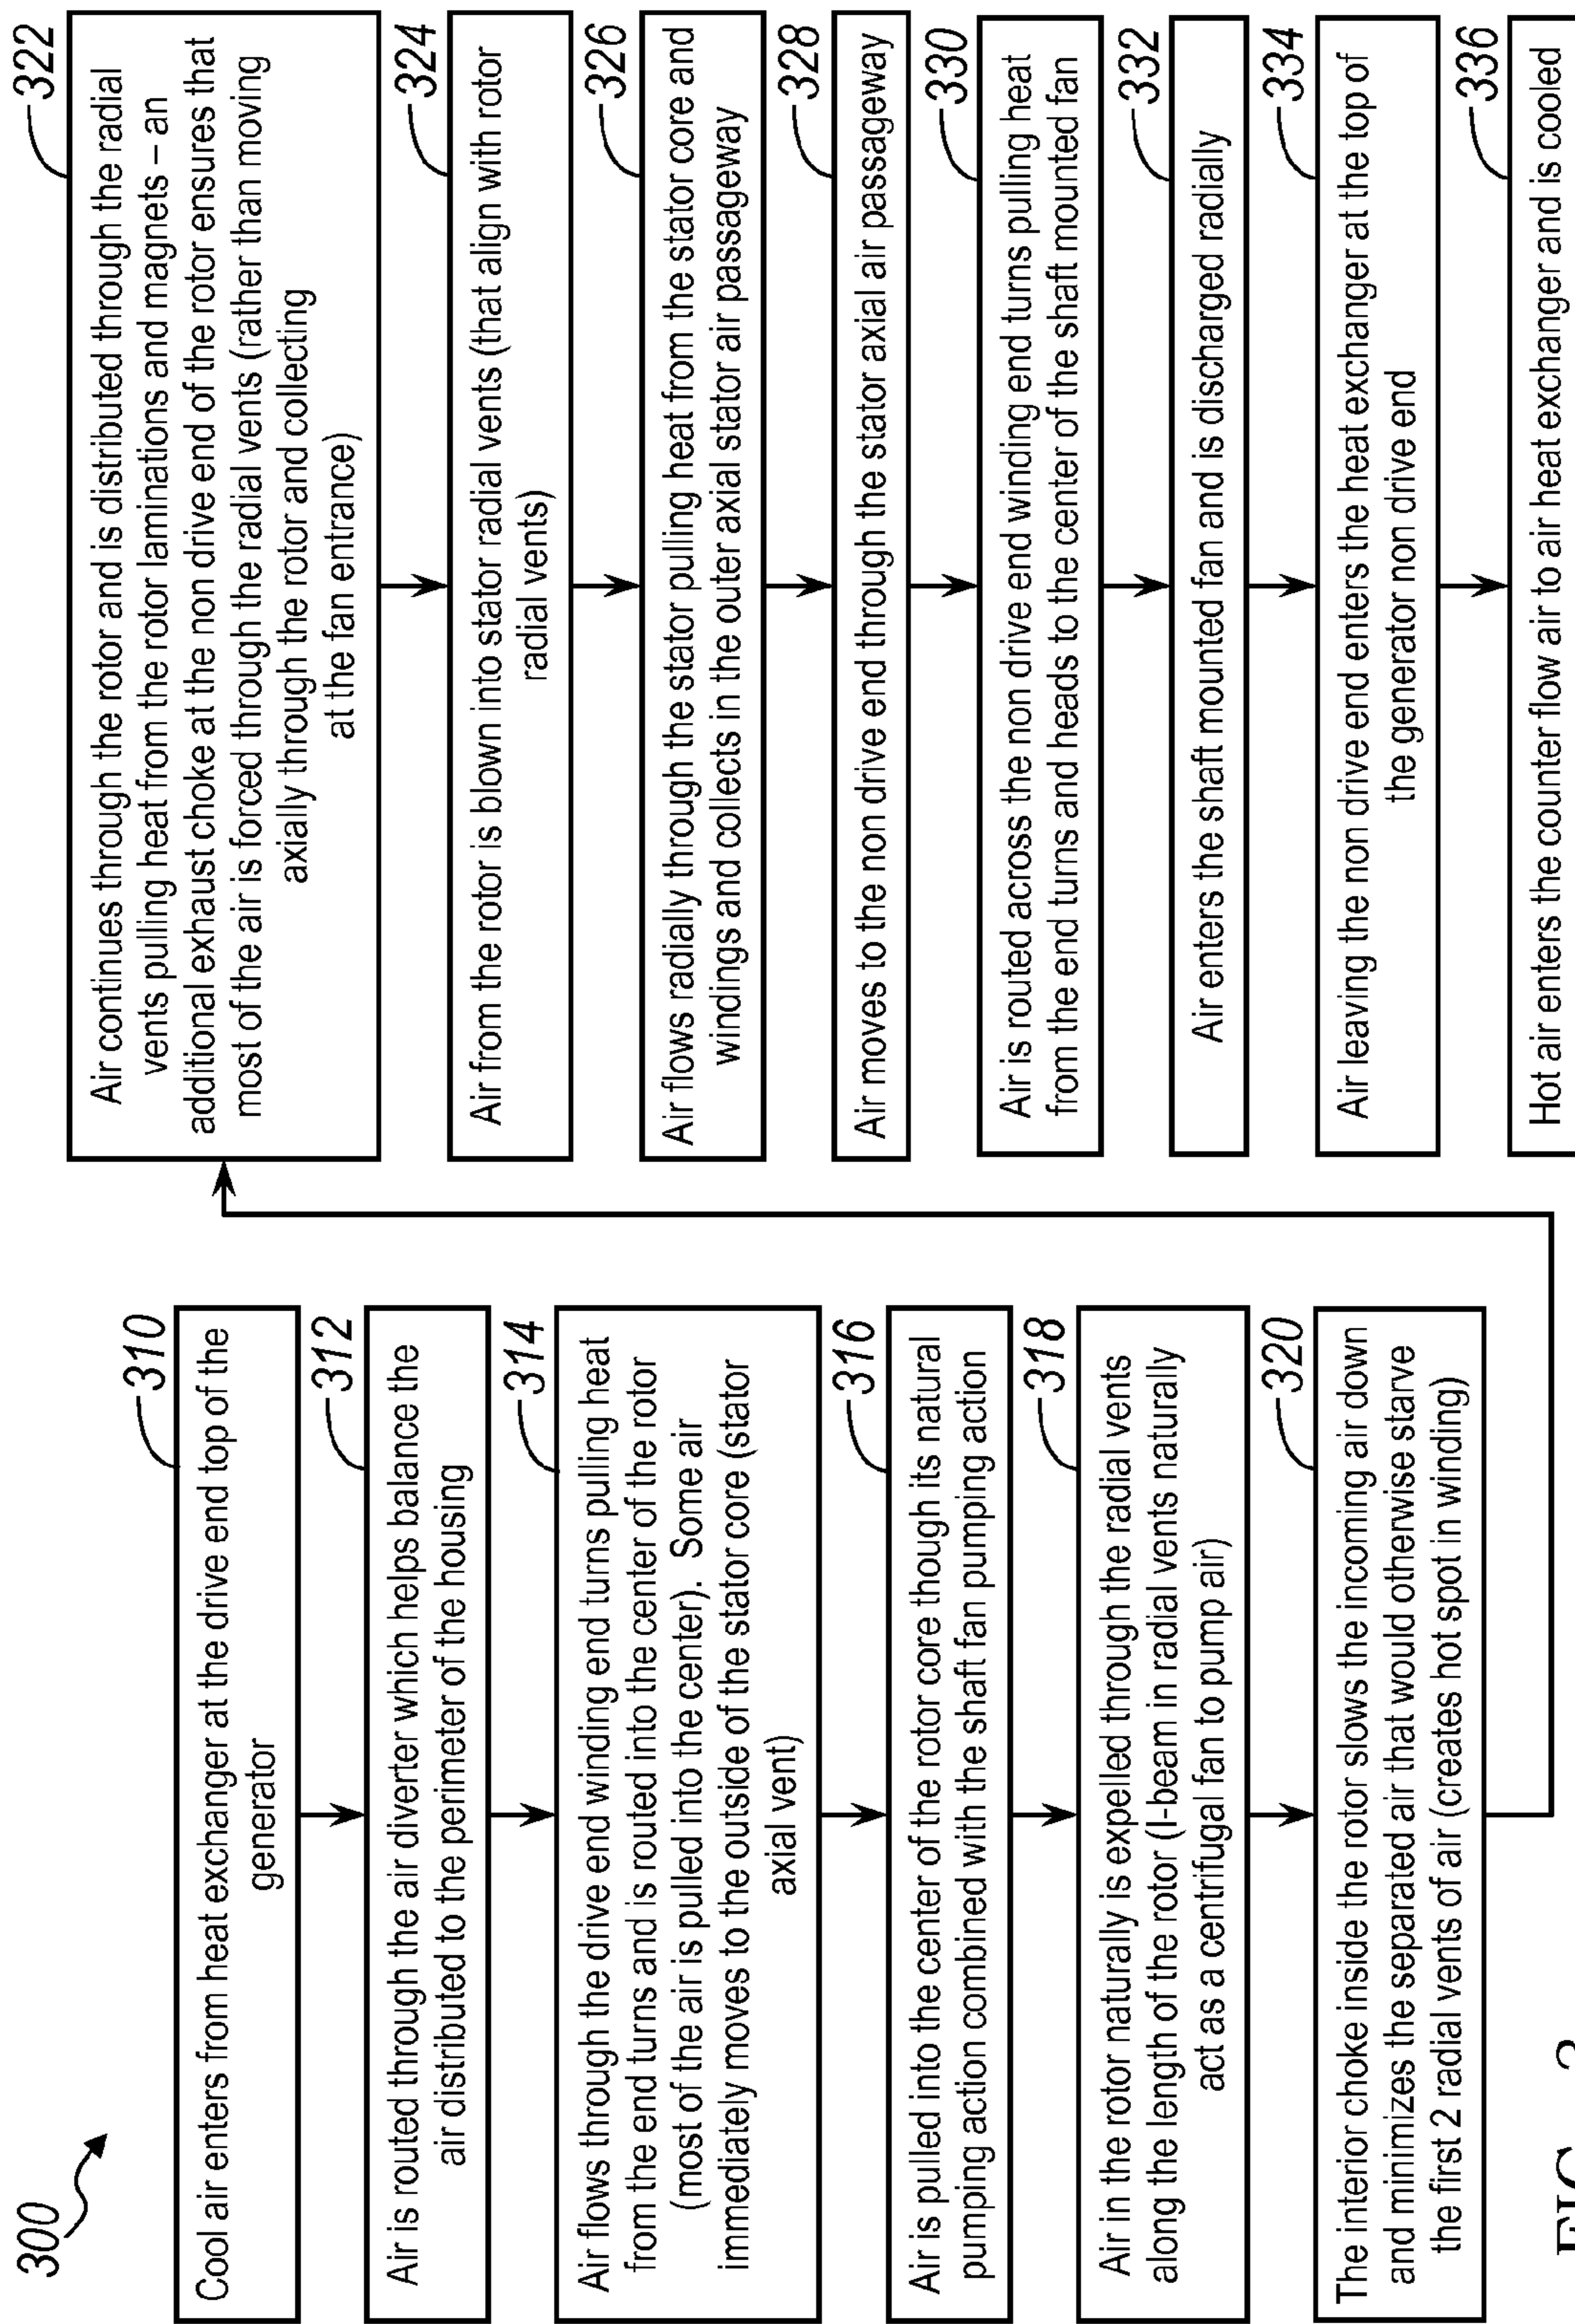 300
310
Cool air enters from heat exchanger at the drive end top of the
generator
312
Air is routed through the air diverter which helps balance the
air distributed to the perimeter of the housing
314
Air flows through the drive end winding end turns pulling heat
from the end turns and is routed into the center of the rotor
(most of the air is pulled into the center). Some air
immediately moves to the outside of the stator core (stator
axial vent)
316
Air is pulled into the center of the rotor core though its natural
pumping action combined with the shaft fan pumping action
318
Air in the rotor naturally is expelled through the radial vents
along the length of the rotor (I-beam in radial vents naturally
act as a centrifugal fan to pump air)
320
The interior choke inside the rotor slows the incoming air down
and minimizes the separated air that would otherwise starve
the first 2 radial vents of air (creates hot spot in winding)
322
Air continues through the rotor and is distributed through the radial
vents pulling heat from the rotor laminations and magnets – an
additional exhaust choke at the non drive end of the rotor ensures that
most of the air is forced through the radial vents (rather than moving
axially through the rotor and collecting
at the fan entrance)
324
Air from the rotor is blown into stator radial vents (that align with rotor
radial vents)
326
Air flows radially through the stator pulling heat from the stator core and
windings and collects in the outer axial stator air passageway
328
Air moves to the non drive end through the stator axial air passageway
330
Air is routed across the non drive end winding end turns pulling heat
from the end turns and heads to the center of the shaft mounted fan
332
Air enters the shaft mounted fan and is discharged radially
334
Air leaving the non drive end enters the heat exchanger at the top of
the generator non drive end
336
Hot air enters the counter flow air to air heat exchanger and is cooled